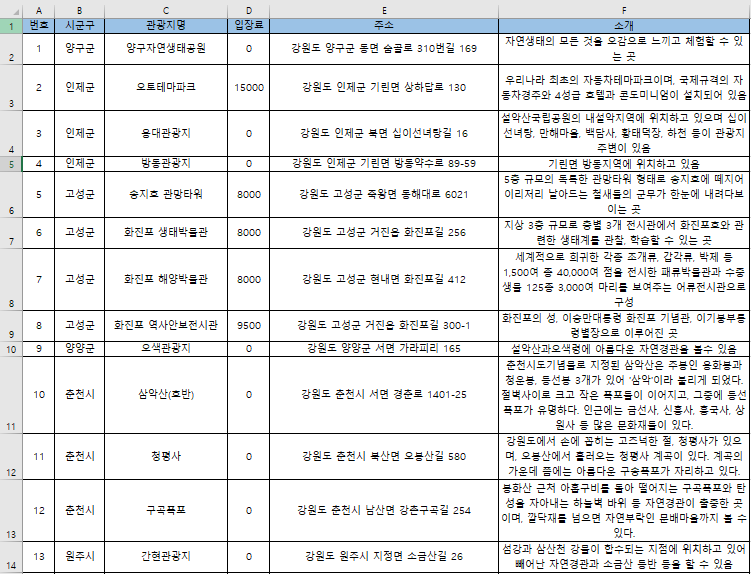 A B C D E F
1 번호 시군구 관광지명 입장료 주소 소개
2 1 양구군 양구자연생태공원 0 강원도 양구군 동면 숨골로 310번길 169 자연생태의 모든 것을 오감으로 느끼고 체험할 수 있
는 곳
3 2 인제군 오토테마파크 15000 강원도 인제군 기린면 상하답로 130 우리나라 최초의 자동자테마파크이며, 국제규격의 자
동차경주와 4성급 호텔과 콘도미니엄이 설치되어 있음
4 3 인제군 용대관광지 0 강원도 인제군 북면 십이선녀탕길 16 설악산국립공원의 내설악지역에 위치하고 있으며 십이
선녀탕, 만해마을, 백담사, 황태덕장, 하천 등이 관광지
주변이 있음
5 4 인제군 방동관광지 0 강원도 인제군 기린면 방동약수로 89-59 기린면 방동지역에 위치하고 있음
6 5 고성군 송지호 관망타워 8000 강원도 고성군 죽왕면 동해대로 6021 5층 규모의 독특한 관망타워 형태로 송지호에 떼지어
이리저리 날아드는 철새들의 군무가 한눈에 내려다보
이는 곳
7 6 고성군 화진포 생태박물관 8000 강원도 고성군 거진읍 화진포길 256 지상 3층 규모로 층별 3개 전시관에서 화진포호와 관
련한 생태계를 관찰, 학습할 수 있는 곳
8 7 고성군 화진포 해양박물관 8000 강원도 고성군 현내면 화진포길 412 세계적으로 희귀한 각종 조개류, 갑각류, 박제 등
1,500여 종 40,000여 점을 전시한 패류박물관과 수중
생물 125종 3,000여 마리를 보여주는 어류전시관으로
구성
9 8 고성군 화진포 역사안보전시관 9500 강원도 고성군 거진읍 화진포길 300-1 화진포의 성, 이승만대통령 화진포 기념관, 이기붕부통
령별장으로 이루어진 곳
10 9 양양군 오색관광지 0 강원도 양양군 서면 가라피리 165 설악산과오색령에 아름다운 자연경관을 볼수 있음
11 10 춘천시 삼악산(호반) 0 강원도 춘천시 서면 경춘로 1401-25 춘천시도기념물로 지정된 삼악산은 주봉인 용화봉과
청운봉, 등선봉 3개가 있어 '삼악'이라 불리게 되었다.
절벽사이로 크고 작은 폭포들이 이어지고, 그중에 등선
폭포가 유명하다. 인근에는 금선사, 신흥사, 흥국사, 상
원사 등 많은 문화재들이 있다.
12 11 춘천시 청평사 0 강원도 춘천시 북산면 오봉산길 580 강원도에서 손에 꼽히는 고즈넉한 절, 청평사가 있으
며, 오봉산에서 흘러오는 청평사 계곡이 있다. 계곡의
가운데 쯤에는 아름다운 구송폭포가 자리하고 있다.
13 12 춘천시 구곡폭포 0 강원도 춘천시 남산면 강촌구곡길 254 봉화산 근처 아홉구비를 돌아 떨어지는 구곡폭포와 탄
성을 자아내는 하늘벽 바위 등 자연경관이 출중한 곳
이며, 깔닥재를 넘으면 자연부락인 문배마을까지 볼 수
있다.
14 13 원주시 간현관광지 0 강원도 원주시 지정면 소금산길 26 섬강과 삼산천 강물이 합수되는 지점에 위치하고 있어
빼어난 자연경관과 소금산 등반 등을 할 수 있음